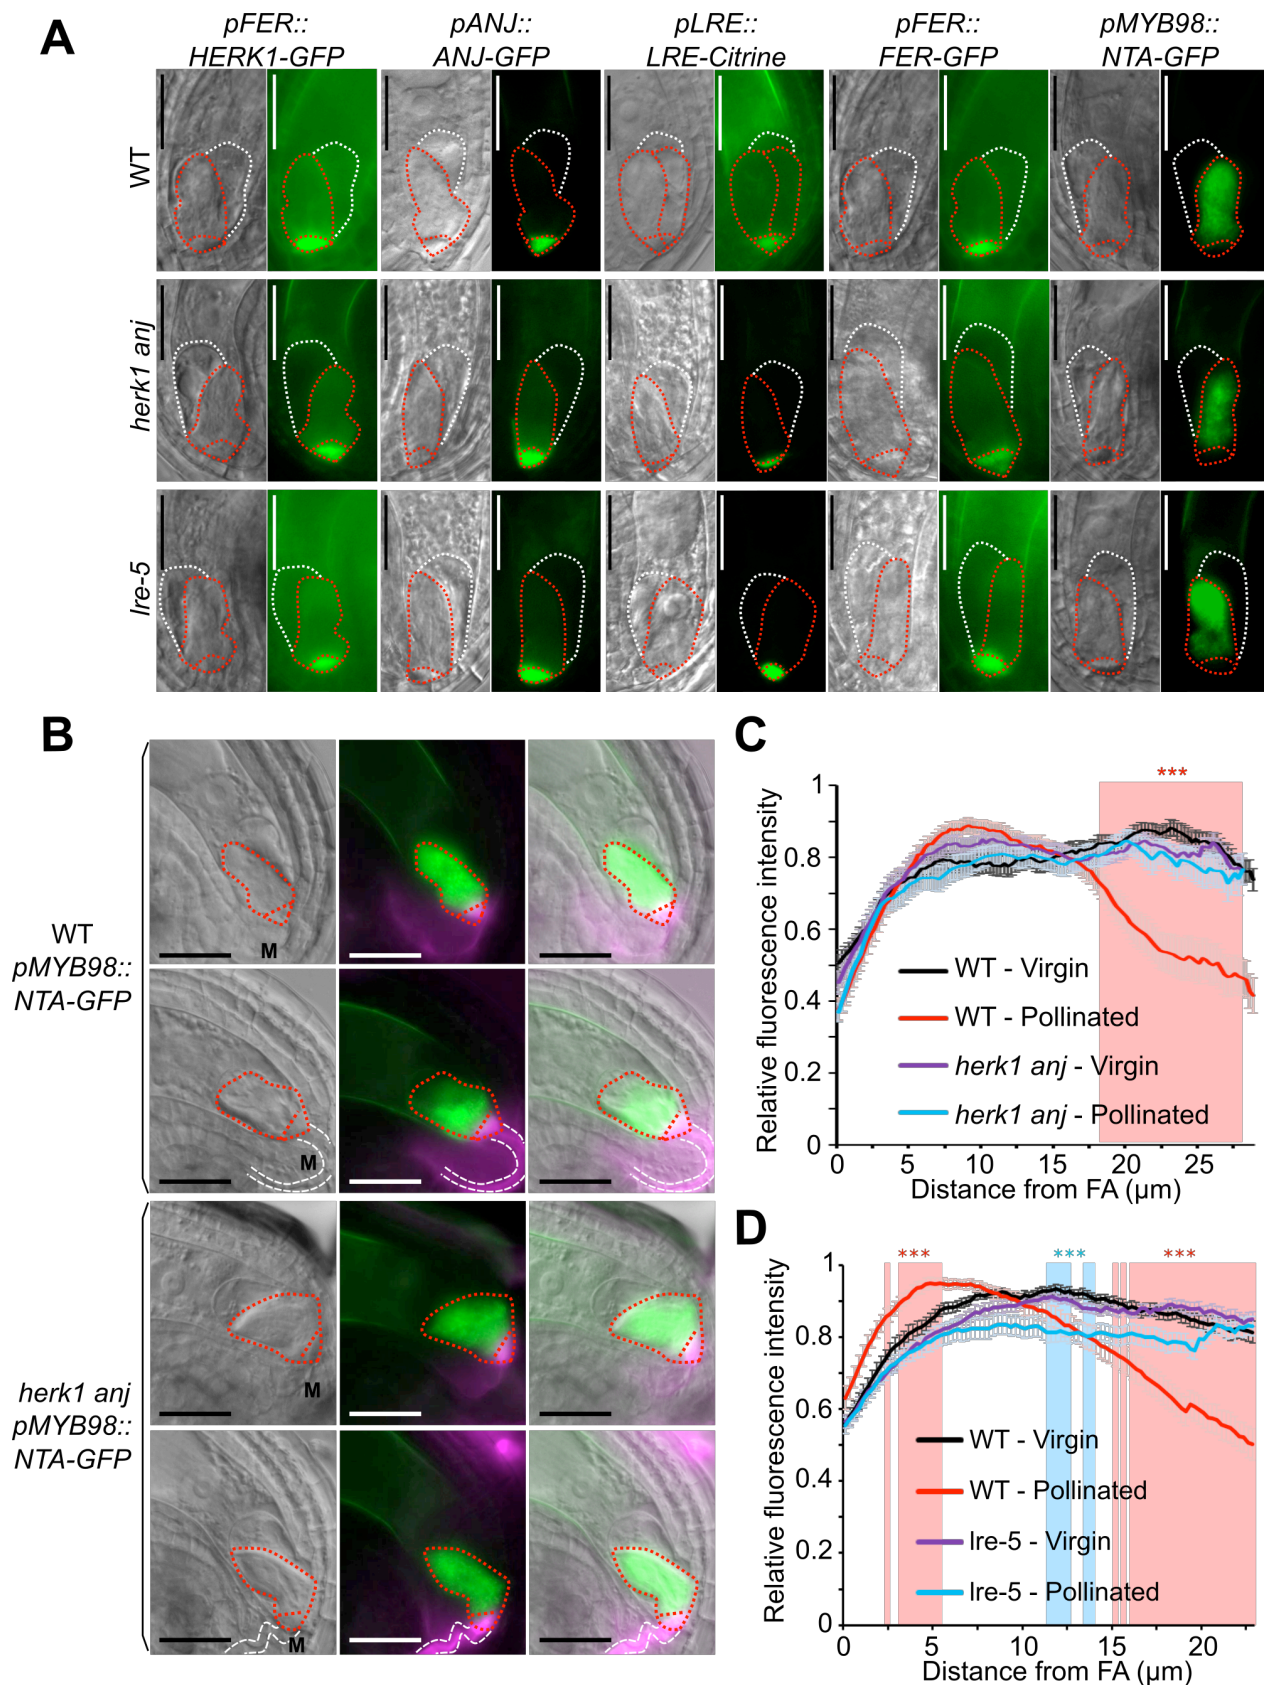 A
pFER:: pANJ:: pLRE:: pFER:: pMYB98::
HERK1-GFP ANJ-GFP LRE-Citrine FER-GFP NTA-GFP
WT
herk1 anj
lre-5
B
WT
pMYB98::
NTA-GFP
M
M
herk1 anj
pMYB98::
NTA-GFP
M
M
C
***
Relative fluorescence intensity
1
0.8
0.6
0.4
0.2
0
WT - Virgin
WT - Pollinated
herk1 anj - Virgin
herk1 anj - Pollinated
0 5 10 15 20 25
Distance from FA (µm)
D
*** *** ***
Relative fluorescence intensity
1
0.8
0.6
0.4
0.2
0
WT - Virgin
WT - Pollinated
lre-5 - Virgin
lre-5 - Pollinated
0 5 10 15 20
Distance from FA (µm)